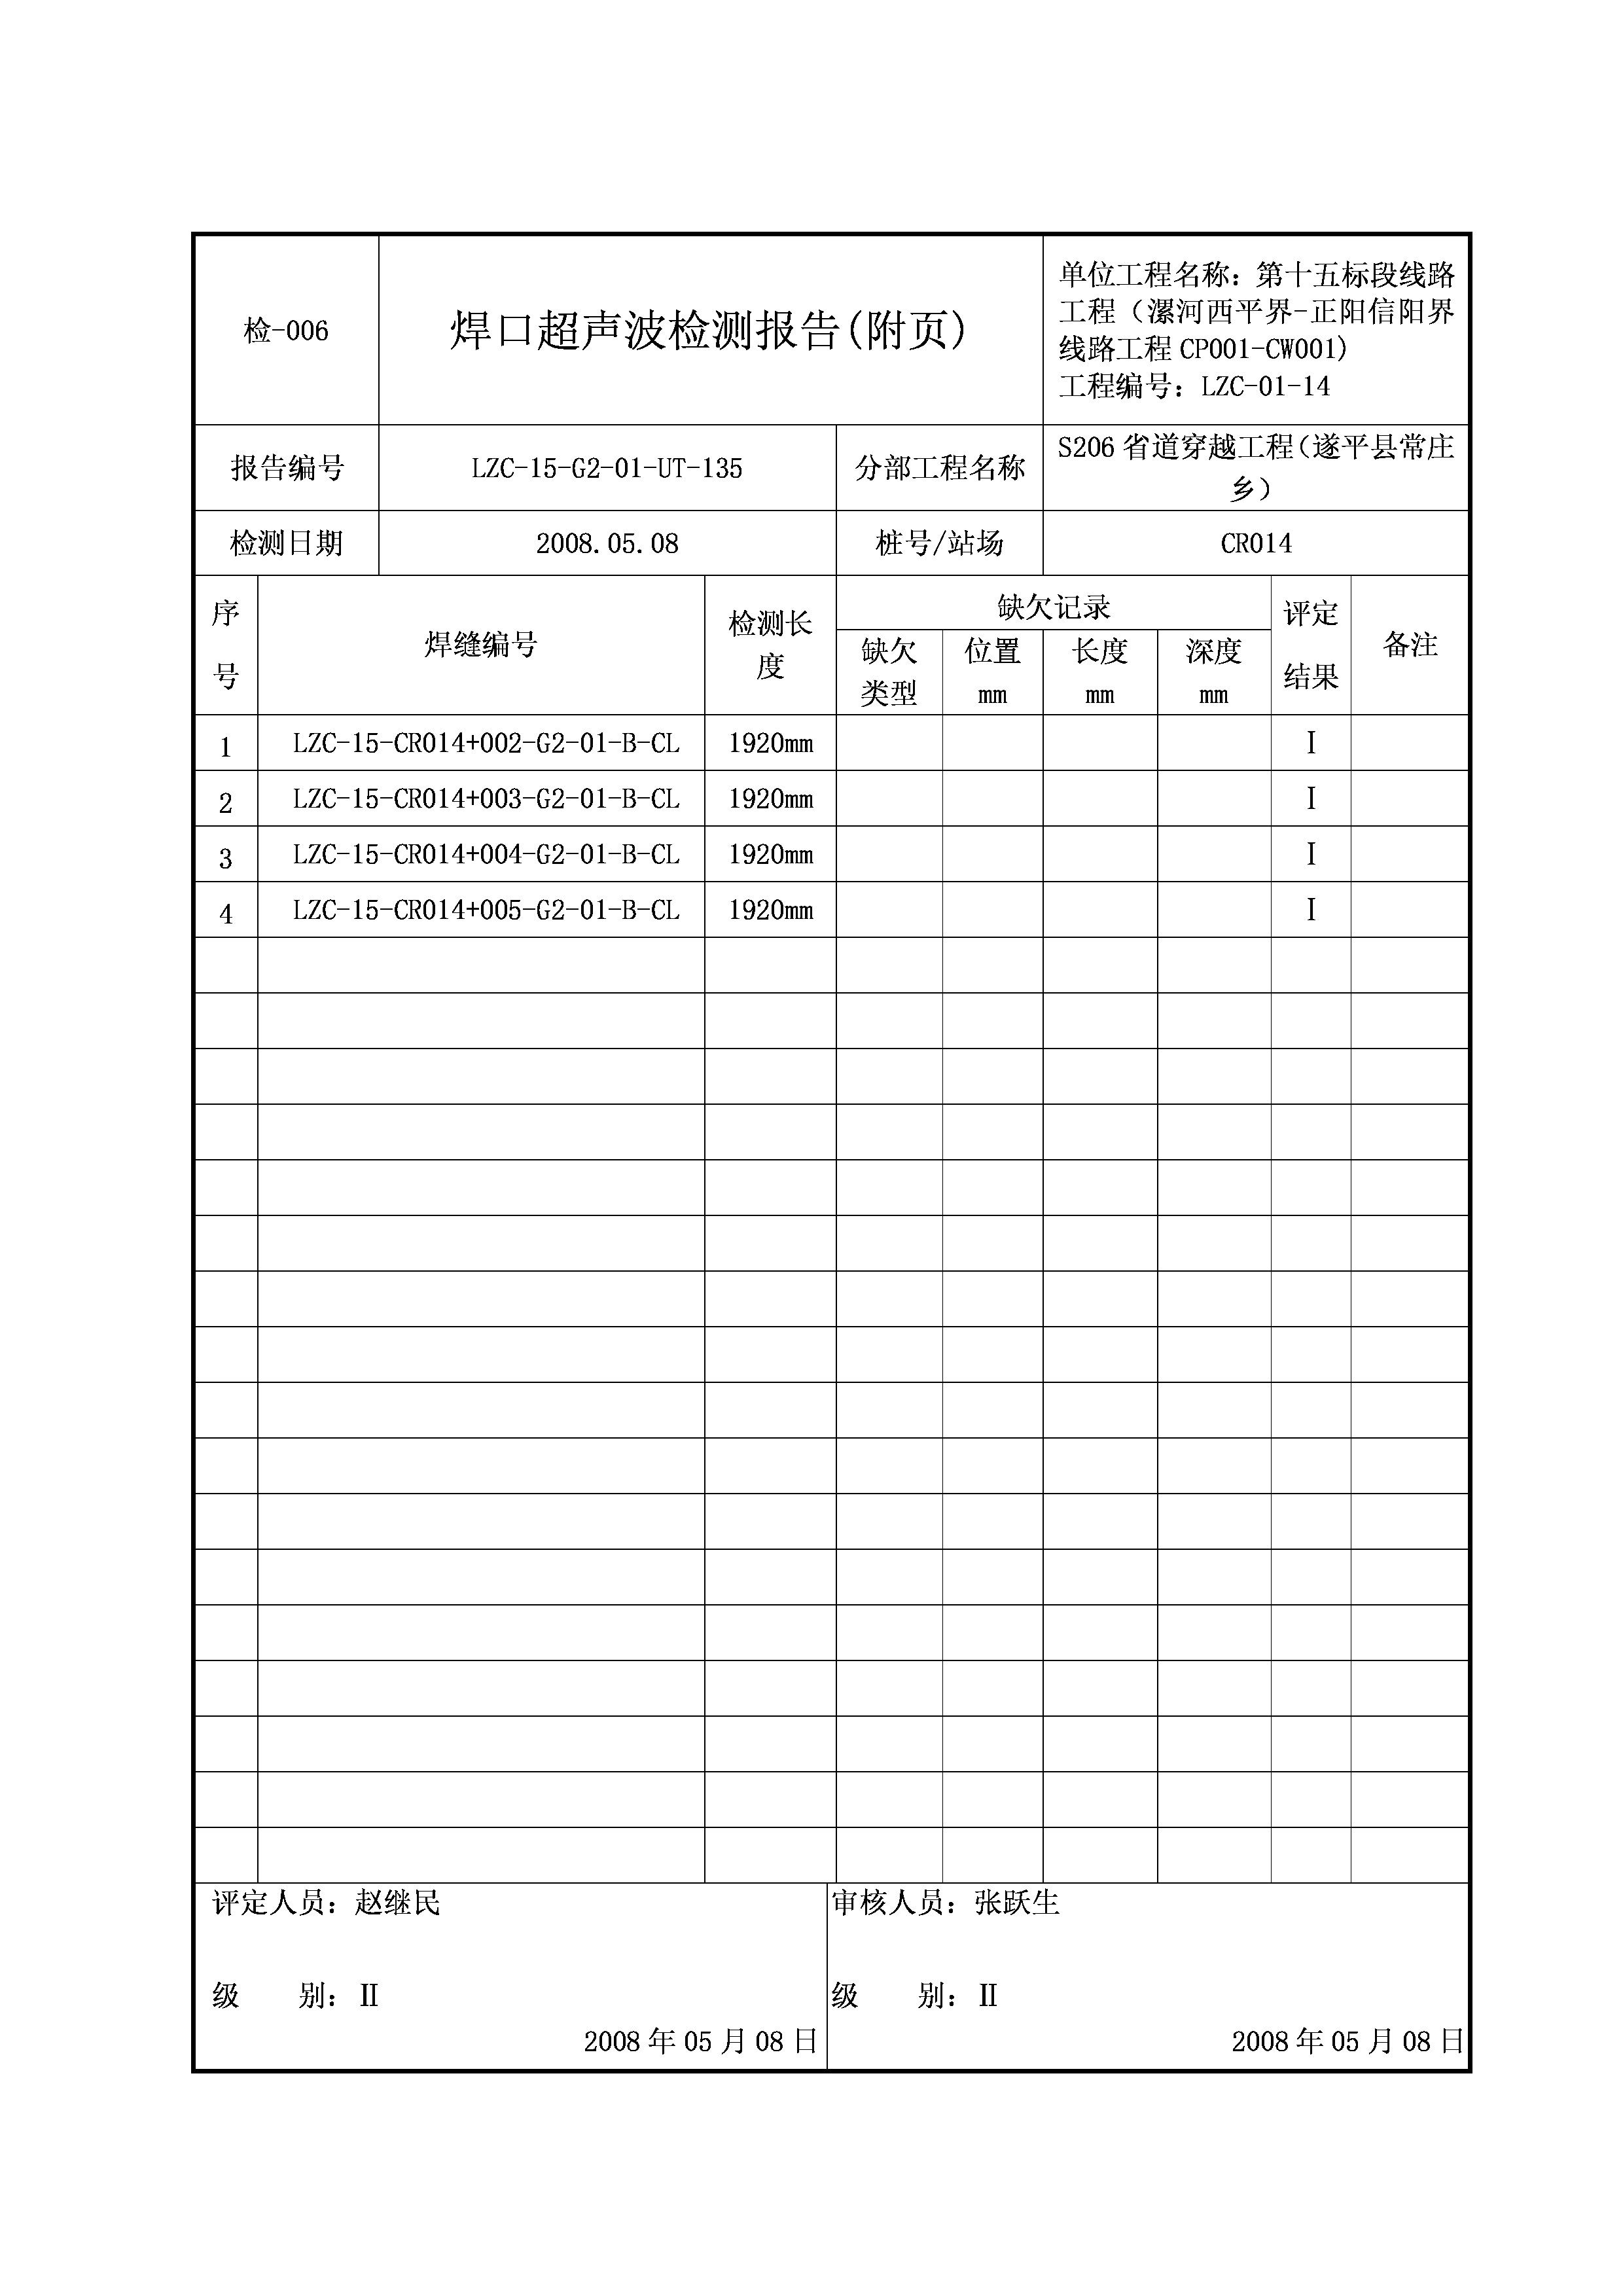 检-006
焊口超声波检测报告(附页)
单位工程名称：第十五标段线路
工程（漯河西平界-正阳信阳界
线路工程 CP001-CW001)
工程编号：LZC-01-14
报告编号
LZC-15-G2-01-UT-135
分部工程名称
S206 省道穿越工程（遂平县常庄
乡）
检测日期
2008.05.08
桩号/站场
CR014
序
号
焊缝编号
检测长
度
缺欠记录
缺欠
类型
位置
mm
长度
mm
深度
mm
评定
结果
备注
1 LZC-15-CR014+002-G2-01-B-CL 1920mm Ⅰ
2 LZC-15-CR014+003-G2-01-B-CL 1920mm Ⅰ
3 LZC-15-CR014+004-G2-01-B-CL 1920mm Ⅰ
4 LZC-15-CR014+005-G2-01-B-CL 1920mm Ⅰ
评定人员：赵继民
级 别：Ⅱ
2008 年 05 月 08 日
审核人员：张跃生
级 别：Ⅱ
2008 年 05 月 08 日